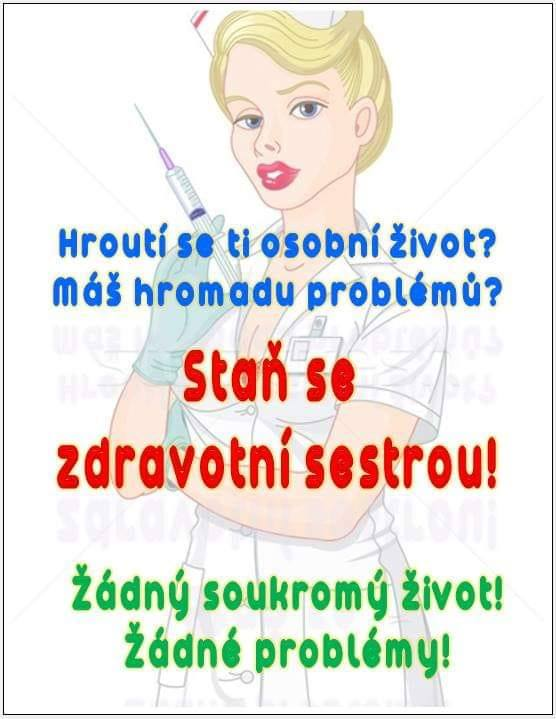 Hroutí se ti osobní život?
Máš hromadu problémů?
Staň se
zdravotní sestrou!
Žádný soukromý život!
Žádné problémy!